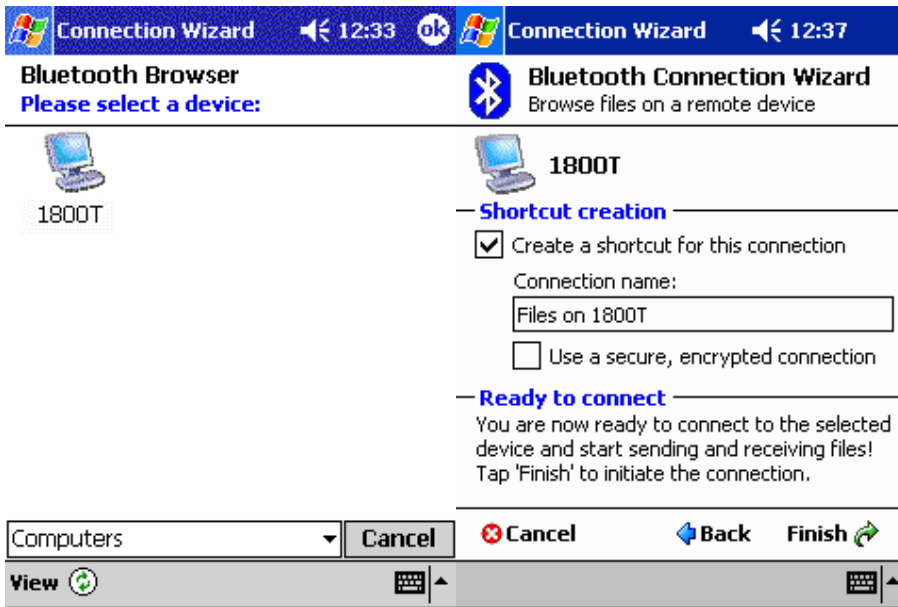 Connection Wizard 12:33 ok
Bluetooth Browser
Please select a device:
1800T
Computers Cancel
View
Connection Wizard 12:37
Bluetooth Connection Wizard
Browse files on a remote device
1800T
Shortcut creation
Create a shortcut for this connection
Connection name:
Files on 1800T
Use a secure, encrypted connection
Ready to connect
You are now ready to connect to the selected
device and start sending and receiving files!
Tap 'Finish' to initiate the connection.
Cancel Back Finish